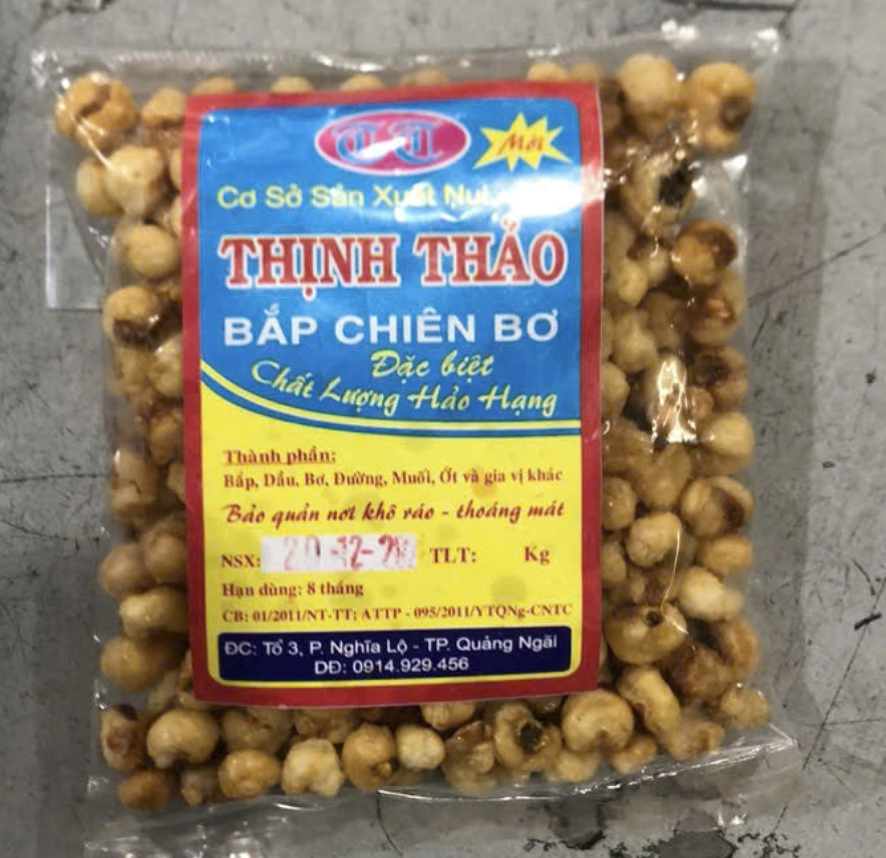 TT
Mới
Cơ Sở Sản Xuất
THỊNH THẢO
BẮP CHIÊN BƠ
Đặc biệt
Chất Lượng Hảo Hạng
Thành phần:
Bắp, Dầu, Bơ, Đường, Muối, Ớt và gia vị khác
Bảo quản nơi khô ráo - thoáng mát
NSX: TLT: Kg
Hạn dùng: 8 tháng
CB: 01/2011/NT-TT; ATTP - 095/2011/YTQNg-CNTC
ĐC: Tổ 3, P. Nghĩa Lộ - TP. Quảng Ngãi
DĐ: 0914.929.456